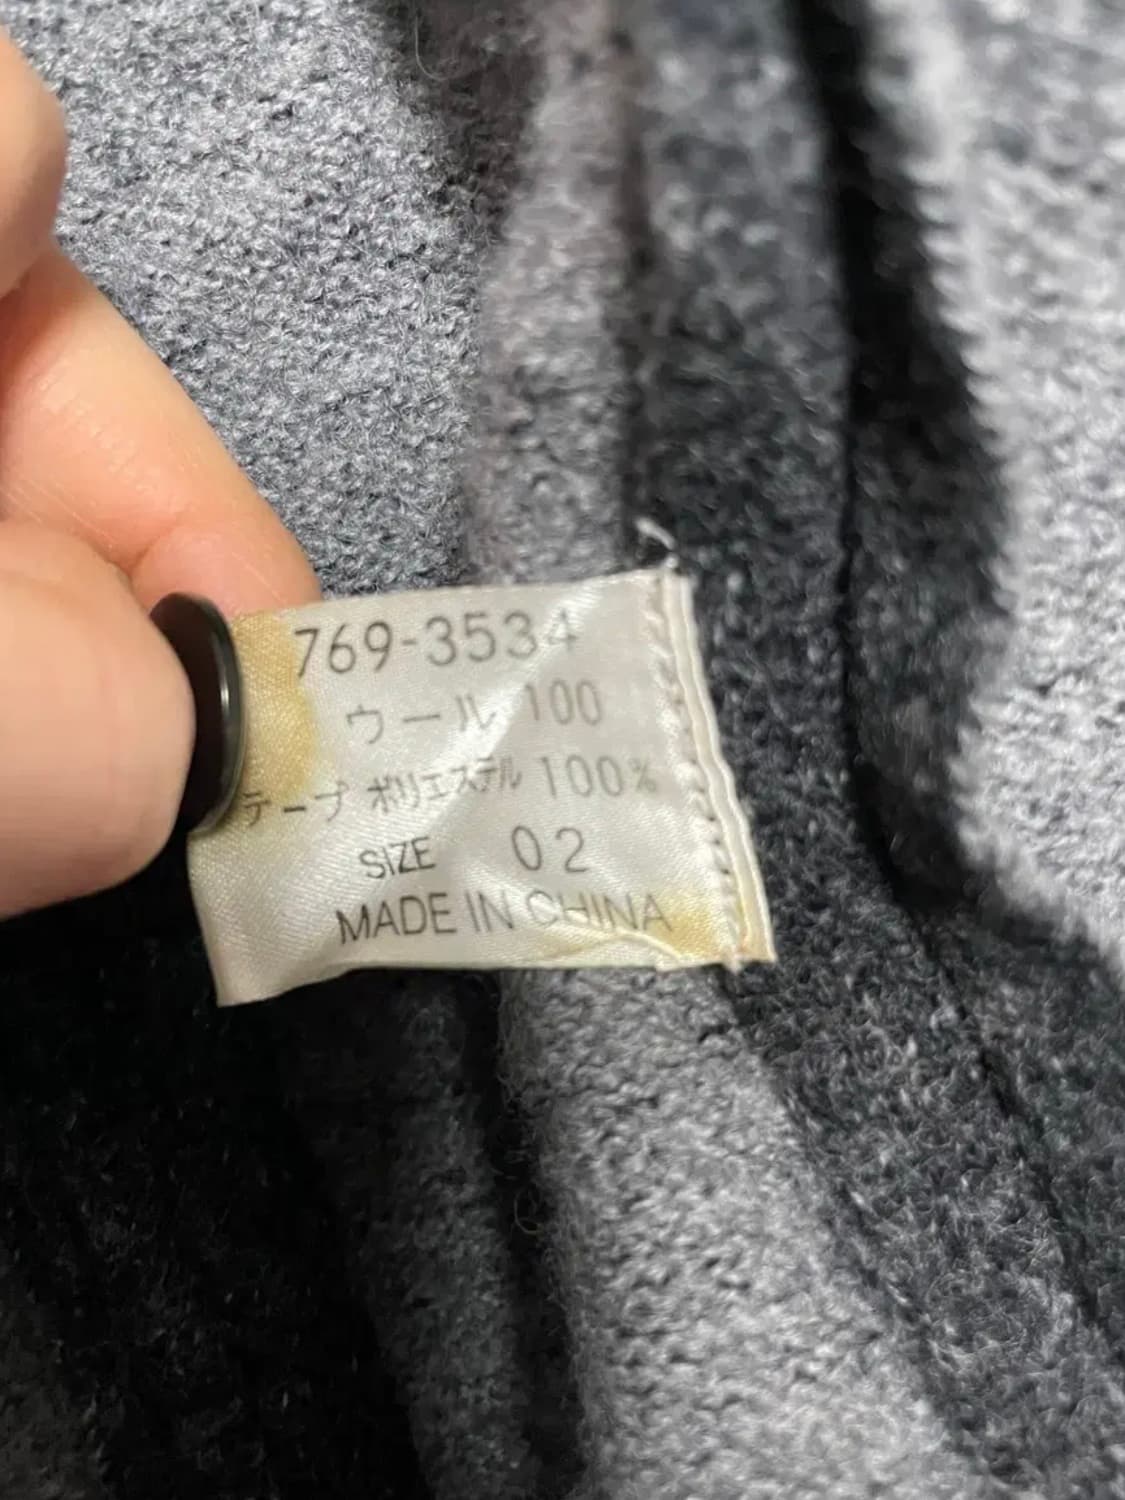 769-3534
ウール 100
テープ ポリエステル 100%
SIZE 02
MADE IN CHINA